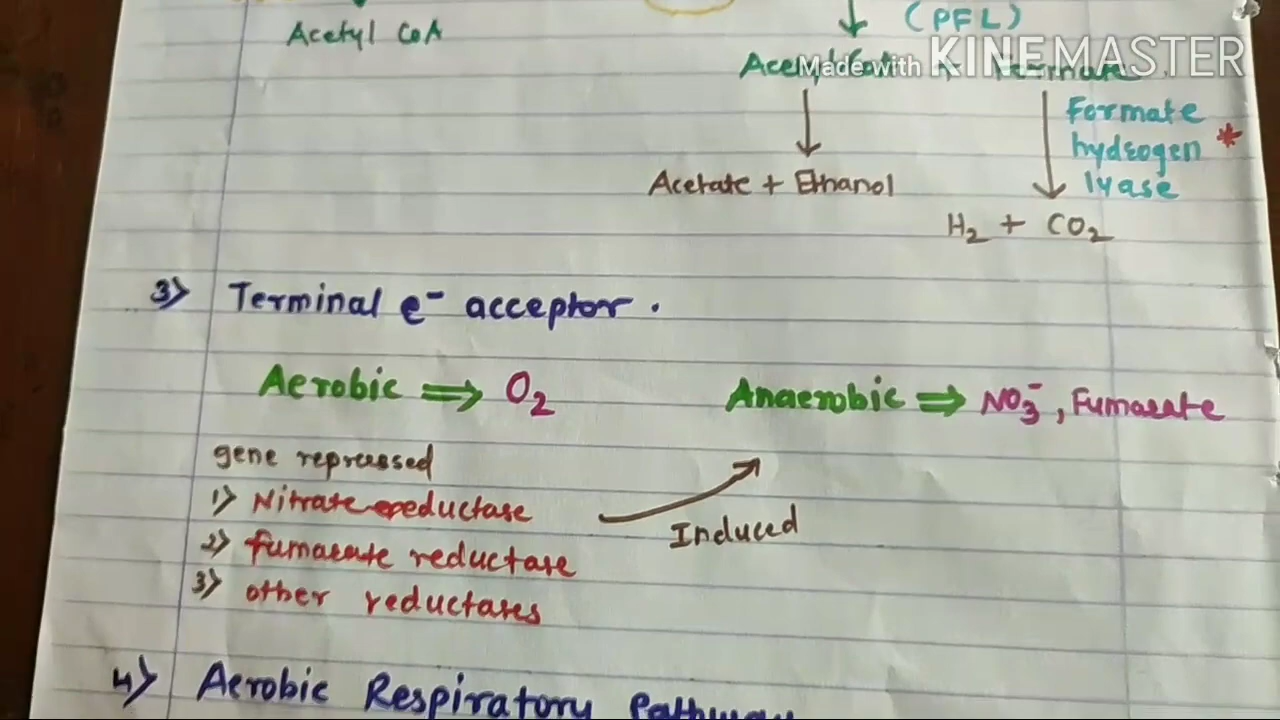 (PFL)
Acetyl CoA
Made with KINEMASTER
Formate
hydrogen *
lyase
Acetate + Ethanol
H2 + CO2
3) Terminal e- acceptor.
Aerobic ⇒ O2
Anaerobic ⇒ NO3-, Fumarate
gene repressed
1) Nitrate reductase
Induced
2) fumarate reductase
3) other reductases
4) Aerobic Respiratory Pathway